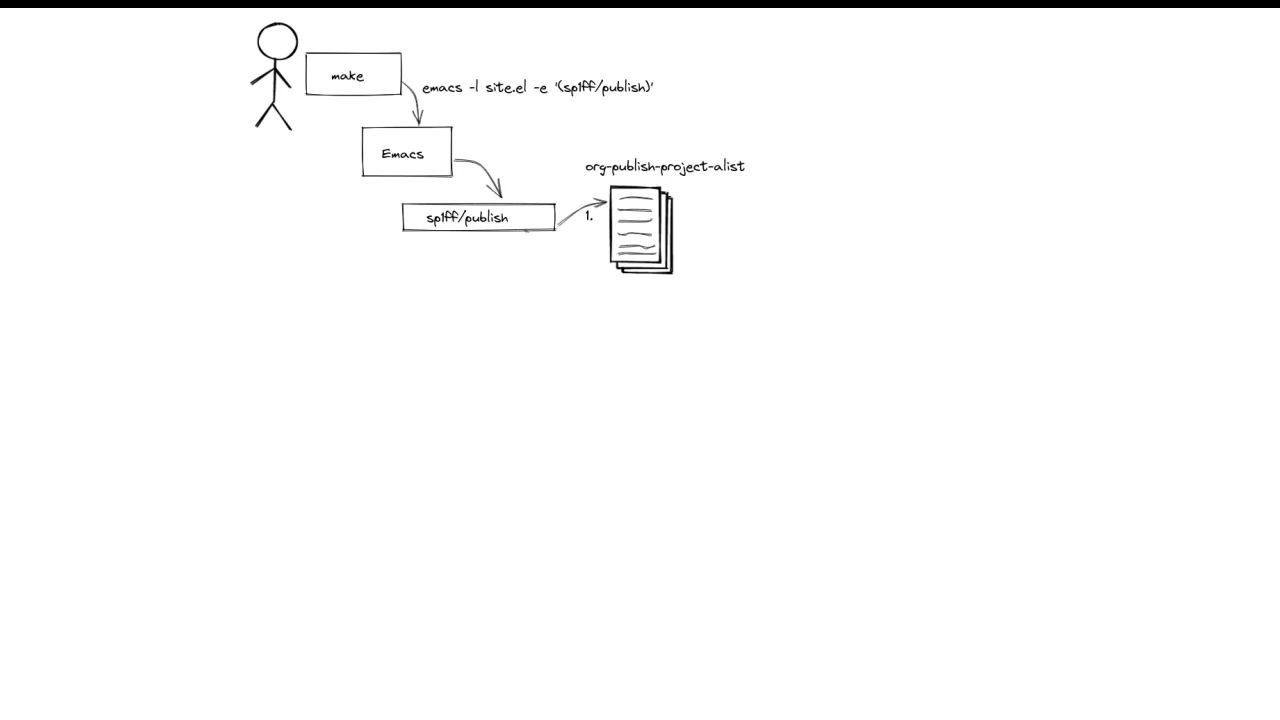 make
emacs -l site.el -e '(sp1ff/publish)'
Emacs
org-publish-project-alist
sp1ff/publish
1.